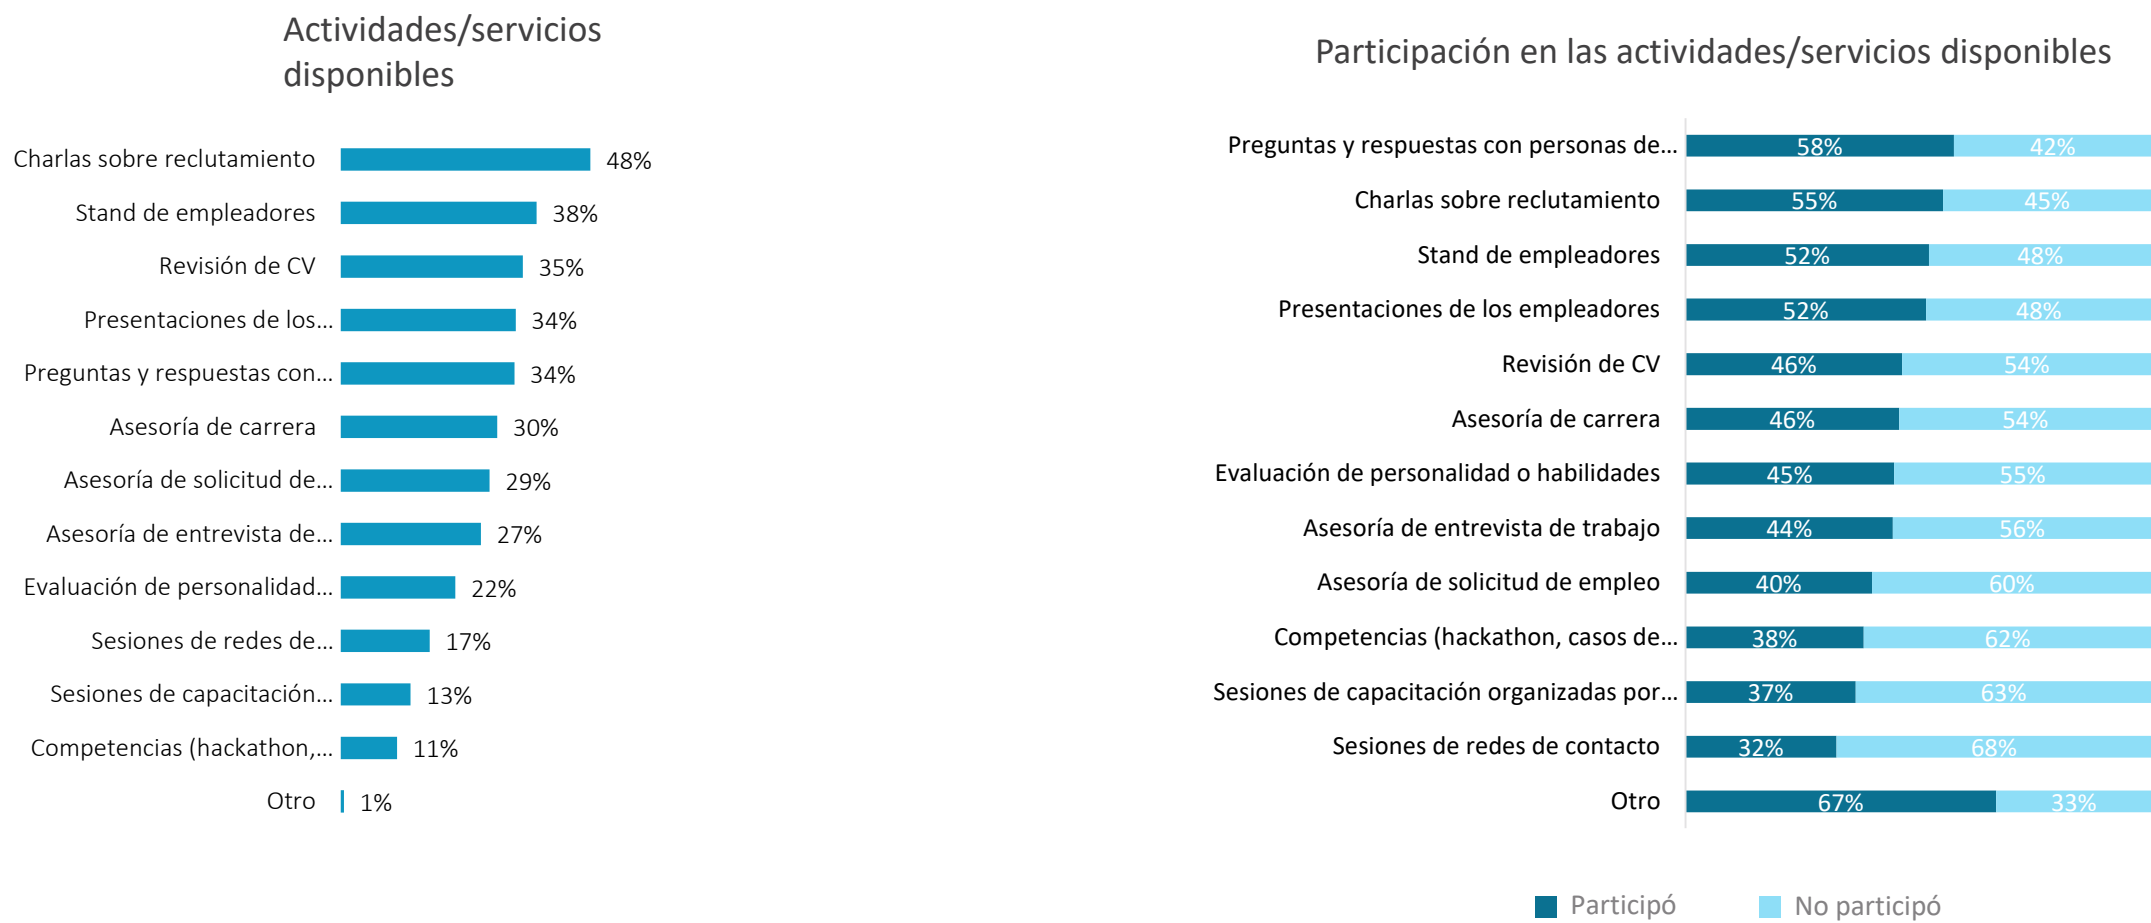 Actividades/servicios
disponibles
Charlas sobre reclutamiento 48%
Stand de empleadores 38%
Revisión de CV 35%
Presentaciones de los... 34%
Preguntas y respuestas con... 34%
Asesoría de carrera 30%
Asesoría de solicitud de... 29%
Asesoría de entrevista de... 27%
Evaluación de personalidad... 22%
Sesiones de redes de... 17%
Sesiones de capacitación... 13%
Competencias (hackathon,... 11%
Otro 1%
Participación en las actividades/servicios disponibles
Preguntas y respuestas con personas de... 58% 42%
Charlas sobre reclutamiento 55% 45%
Stand de empleadores 52% 48%
Presentaciones de los empleadores 52% 48%
Revisión de CV 46% 54%
Asesoría de carrera 46% 54%
Evaluación de personalidad o habilidades 45% 55%
Asesoría de entrevista de trabajo 44% 56%
Asesoría de solicitud de empleo 40% 60%
Competencias (hackathon, casos de... 38% 62%
Sesiones de capacitación organizadas por... 37% 63%
Sesiones de redes de contacto 32% 68%
Otro 67% 33%
Participó No participó